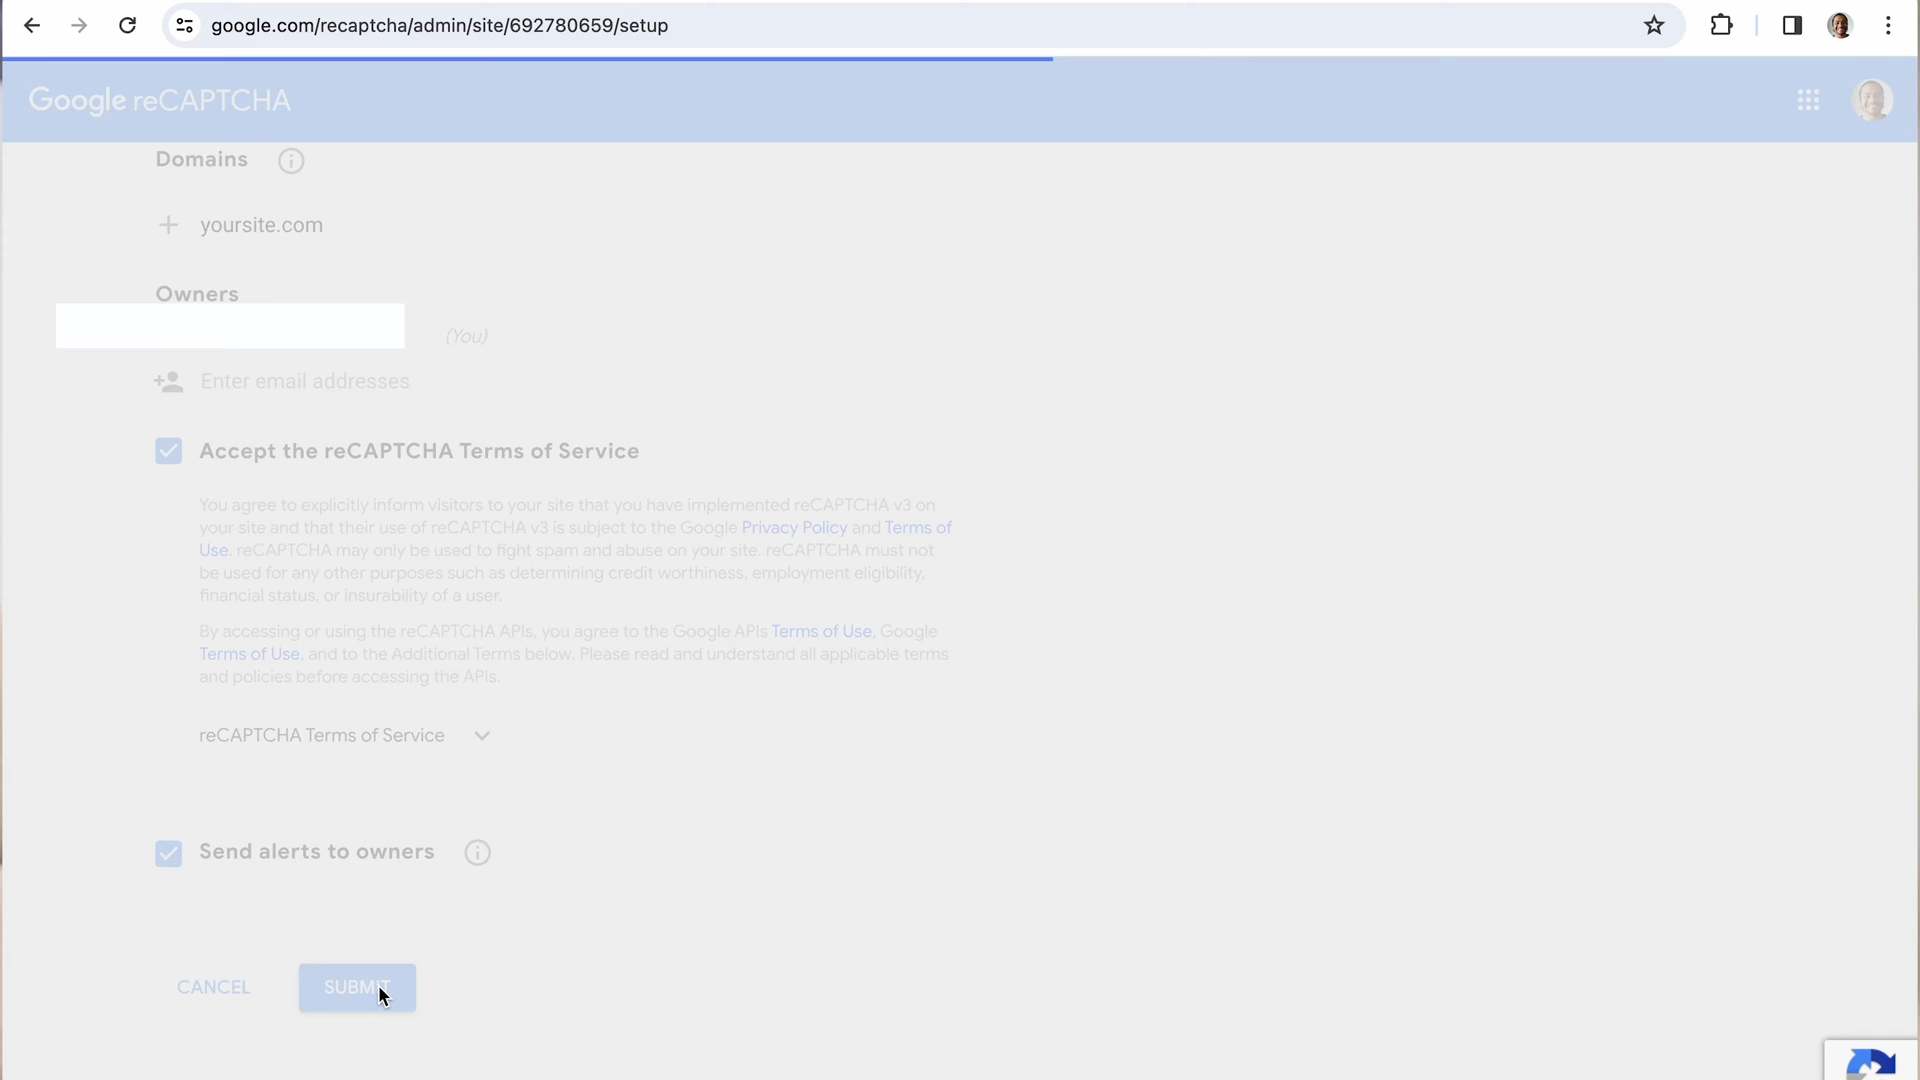 google.com/recaptcha/admin/site/692780659/setup
Google reCAPTCHA
Domains
yoursite.com
Owners
(You)
Enter email addresses
Accept the reCAPTCHA Terms of Service
You agree to explicitly inform visitors to your site that you have implemented reCAPTCHA v3 on
your site and that their use of reCAPTCHA v3 is subject to the Google Privacy Policy and Terms of
Use. reCAPTCHA may only be used to fight spam and abuse on your site. reCAPTCHA must not
be used for any other purposes such as determining credit worthiness, employment eligibility,
financial status, or insurability of a user.
By accessing or using the reCAPTCHA APIs, you agree to the Google APIs Terms of Use, Google
Terms of Use, and to the Additional Terms below. Please read and understand all applicable terms
and policies before accessing the APIs.
reCAPTCHA Terms of Service
Send alerts to owners
CANCEL
SUBMIT